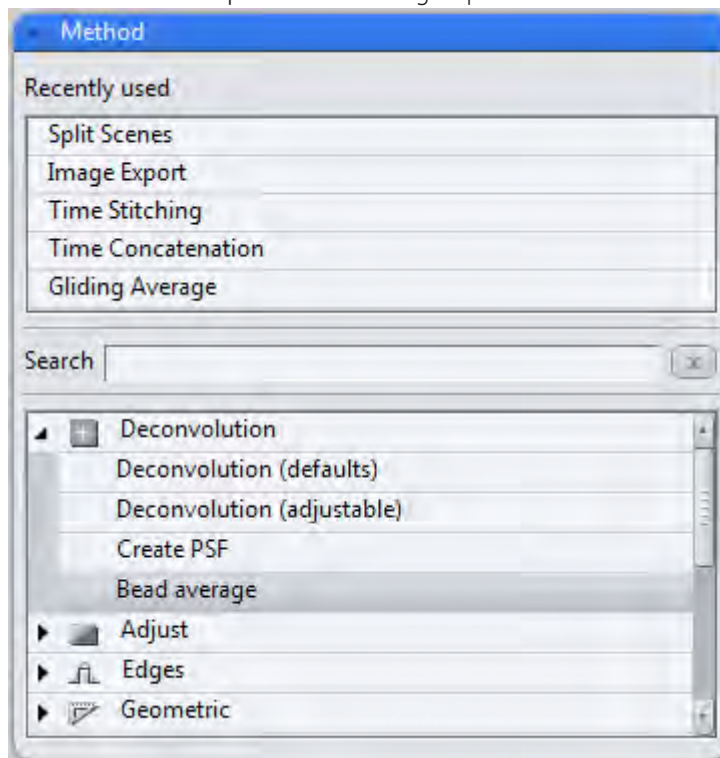 Method
Recently used
Split Scenes
Image Export
Time Stitching
Time Concatenation
Gliding Average
Search x
Deconvolution
Deconvolution (defaults)
Deconvolution (adjustable)
Create PSF
Bead average
Adjust
Edges
Geometric